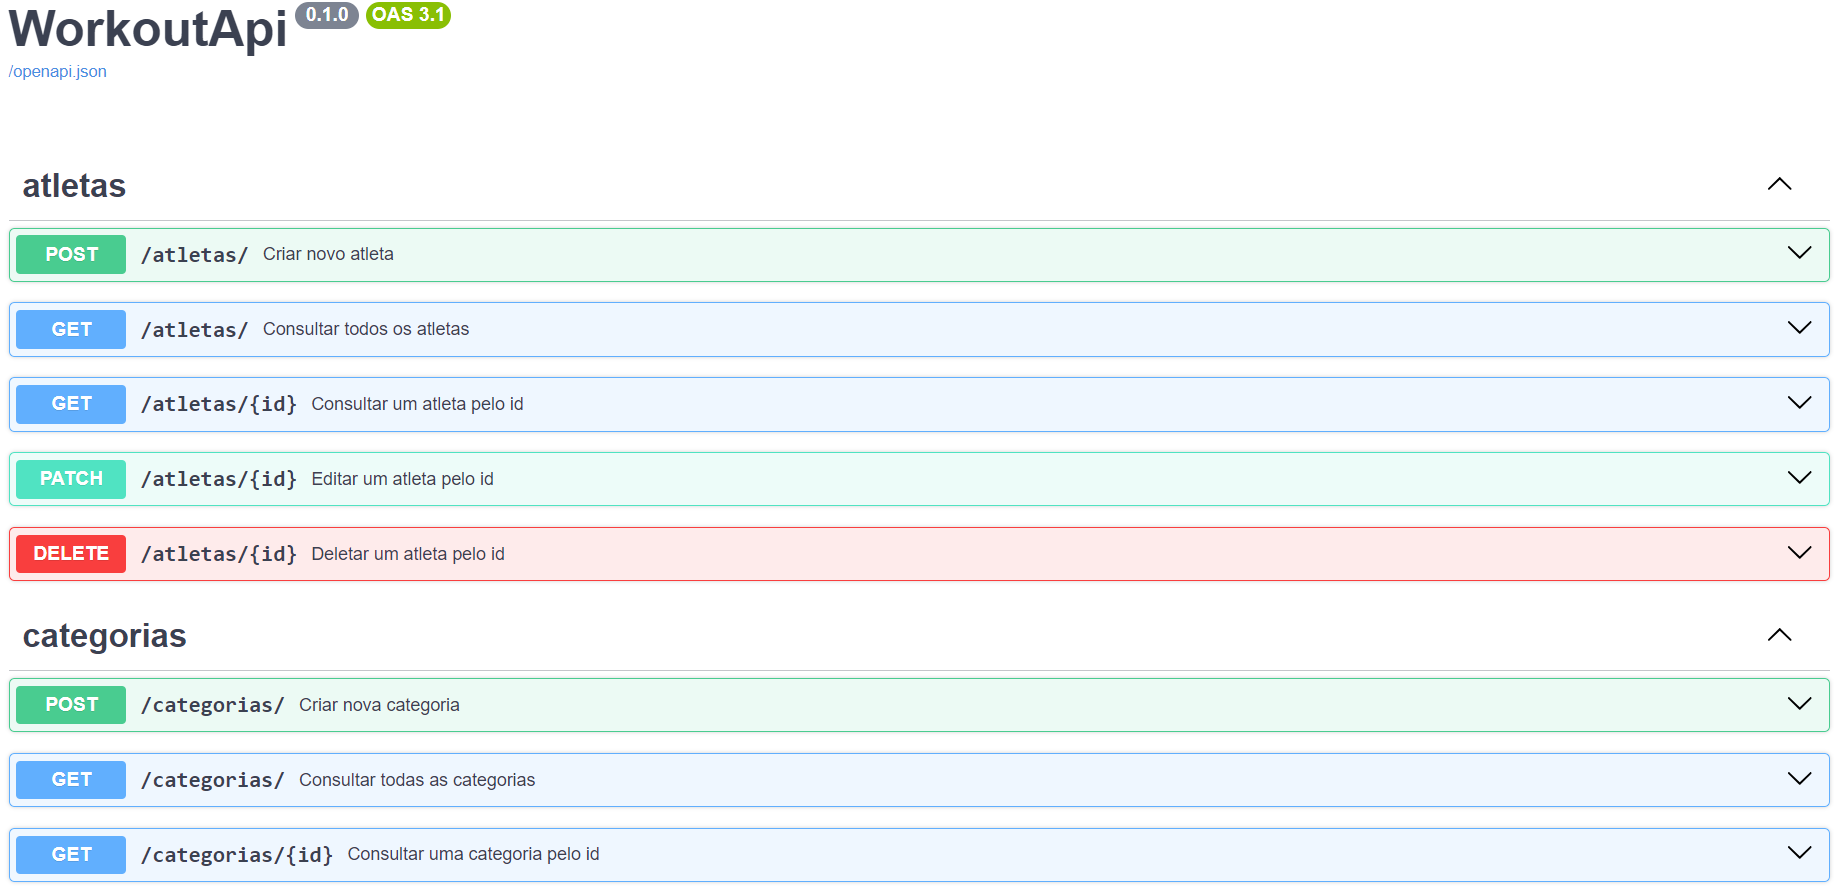 WorkoutApi 0.1.0 OAS 3.1
/openapi.json
atletas
POST /atletas/ Criar novo atleta
GET /atletas/ Consultar todos os atletas
GET /atletas/{id} Consultar um atleta pelo id
PATCH /atletas/{id} Editar um atleta pelo id
DELETE /atletas/{id} Deletar um atleta pelo id
categorias
POST /categorias/ Criar nova categoria
GET /categorias/ Consultar todas as categorias
GET /categorias/{id} Consultar uma categoria pelo id